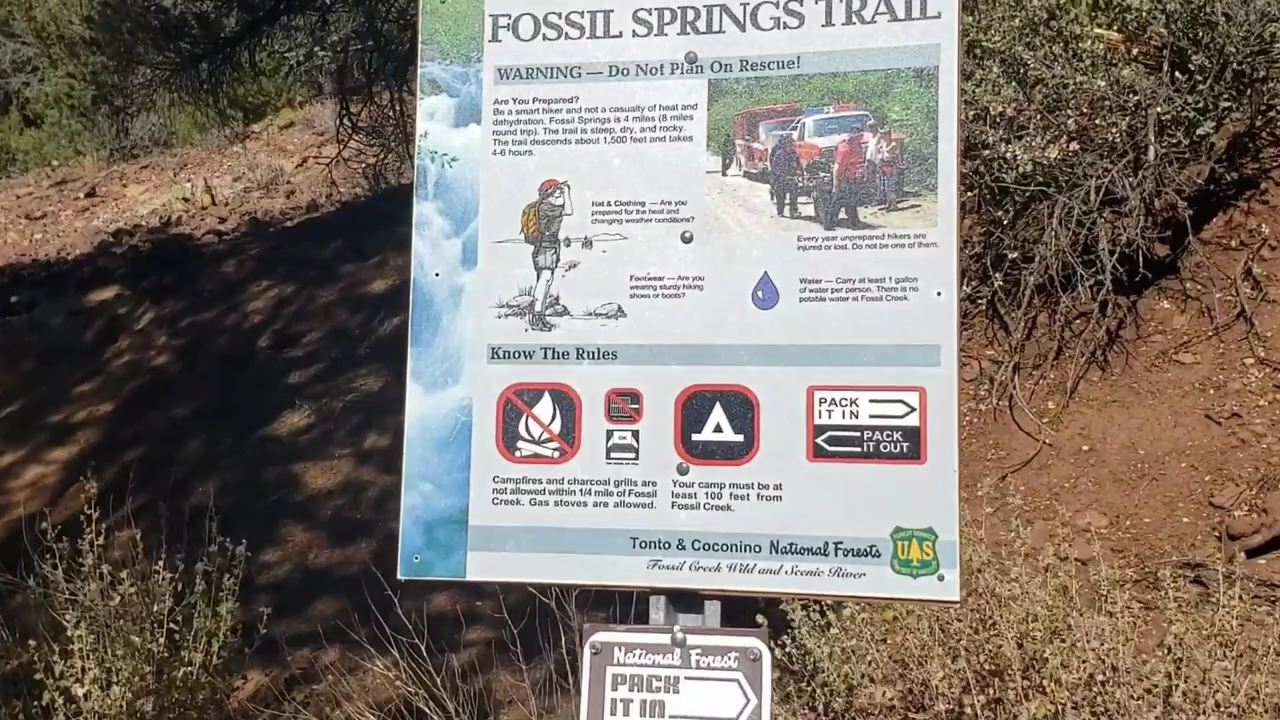 FOSSIL SPRINGS TRAIL
WARNING — Do Not Plan On Rescue!
Are You Prepared?
Be a smart hiker and not a casualty of heat and
dehydration. Fossil Springs is 4 miles (8 miles
round trip). The trail is steep, dry, and rocky.
The trail descends about 1,500 feet and takes
4-6 hours.
Hat & Clothing — Are you
prepared for the heat and
changing weather conditions?
Every year unprepared hikers are
injured or lost. Do not be one of them.
Footwear — Are you
wearing sturdy hiking
shoes or boots?
Water — Carry at least 1 gallon
of water per person. There is no
potable water at Fossil Creek.
Know The Rules
OK
PACK
IT IN
PACK
IT OUT
Campfires and charcoal grills are
not allowed within 1/4 mile of Fossil
Creek. Gas stoves are allowed.
Your camp must be at
least 100 feet from
Fossil Creek.
Tonto & Coconino National Forests
Fossil Creek Wild and Scenic River
FOREST SERVICE
UAS
National Forest
PACK
IT IN